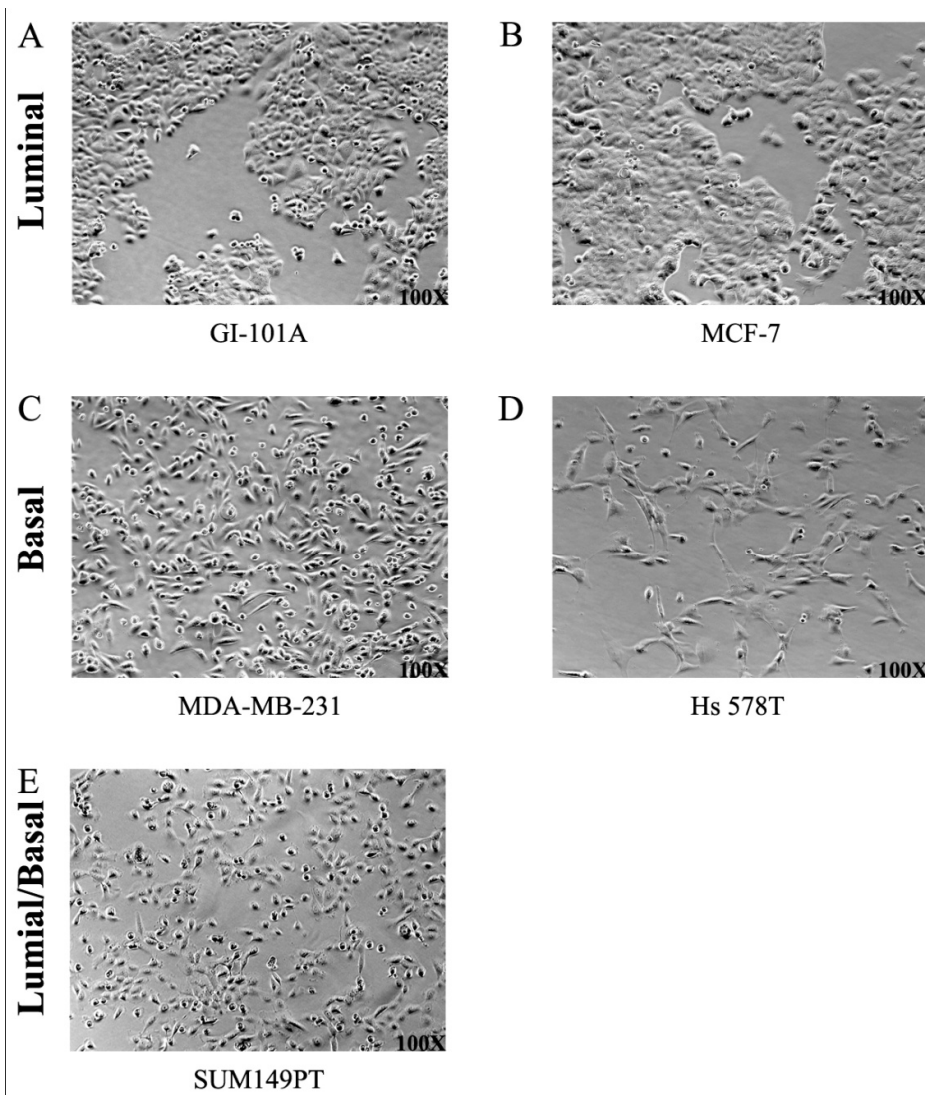 A
B
Luminal
100X
100X
GI-101A
MCF-7
C
D
Basal
100X
100X
MDA-MB-231
Hs 578T
E
Lumial/Basal
100X
SUM149PT